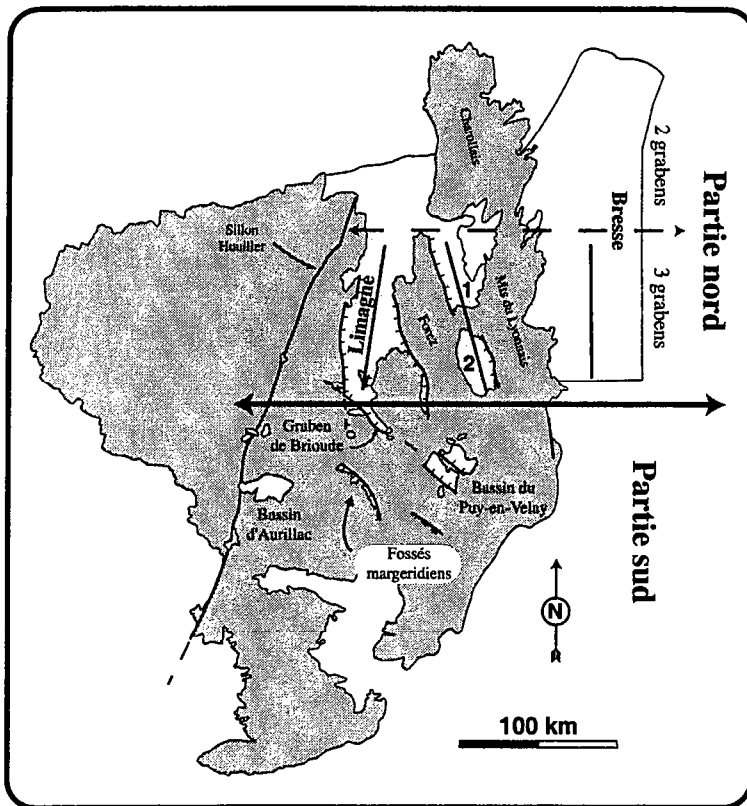 Charollais
2 grabens
Partie nord
Bresse
Sillon
Houiller
1
Mts du Lyonnais
3 grabens
Limagne
Forez
2
Graben
de Brioude
Bassin du
Puy-en-Velay
Bassin
d'Aurillac
Partie sud
Fossés
margeridiens
N
100 km